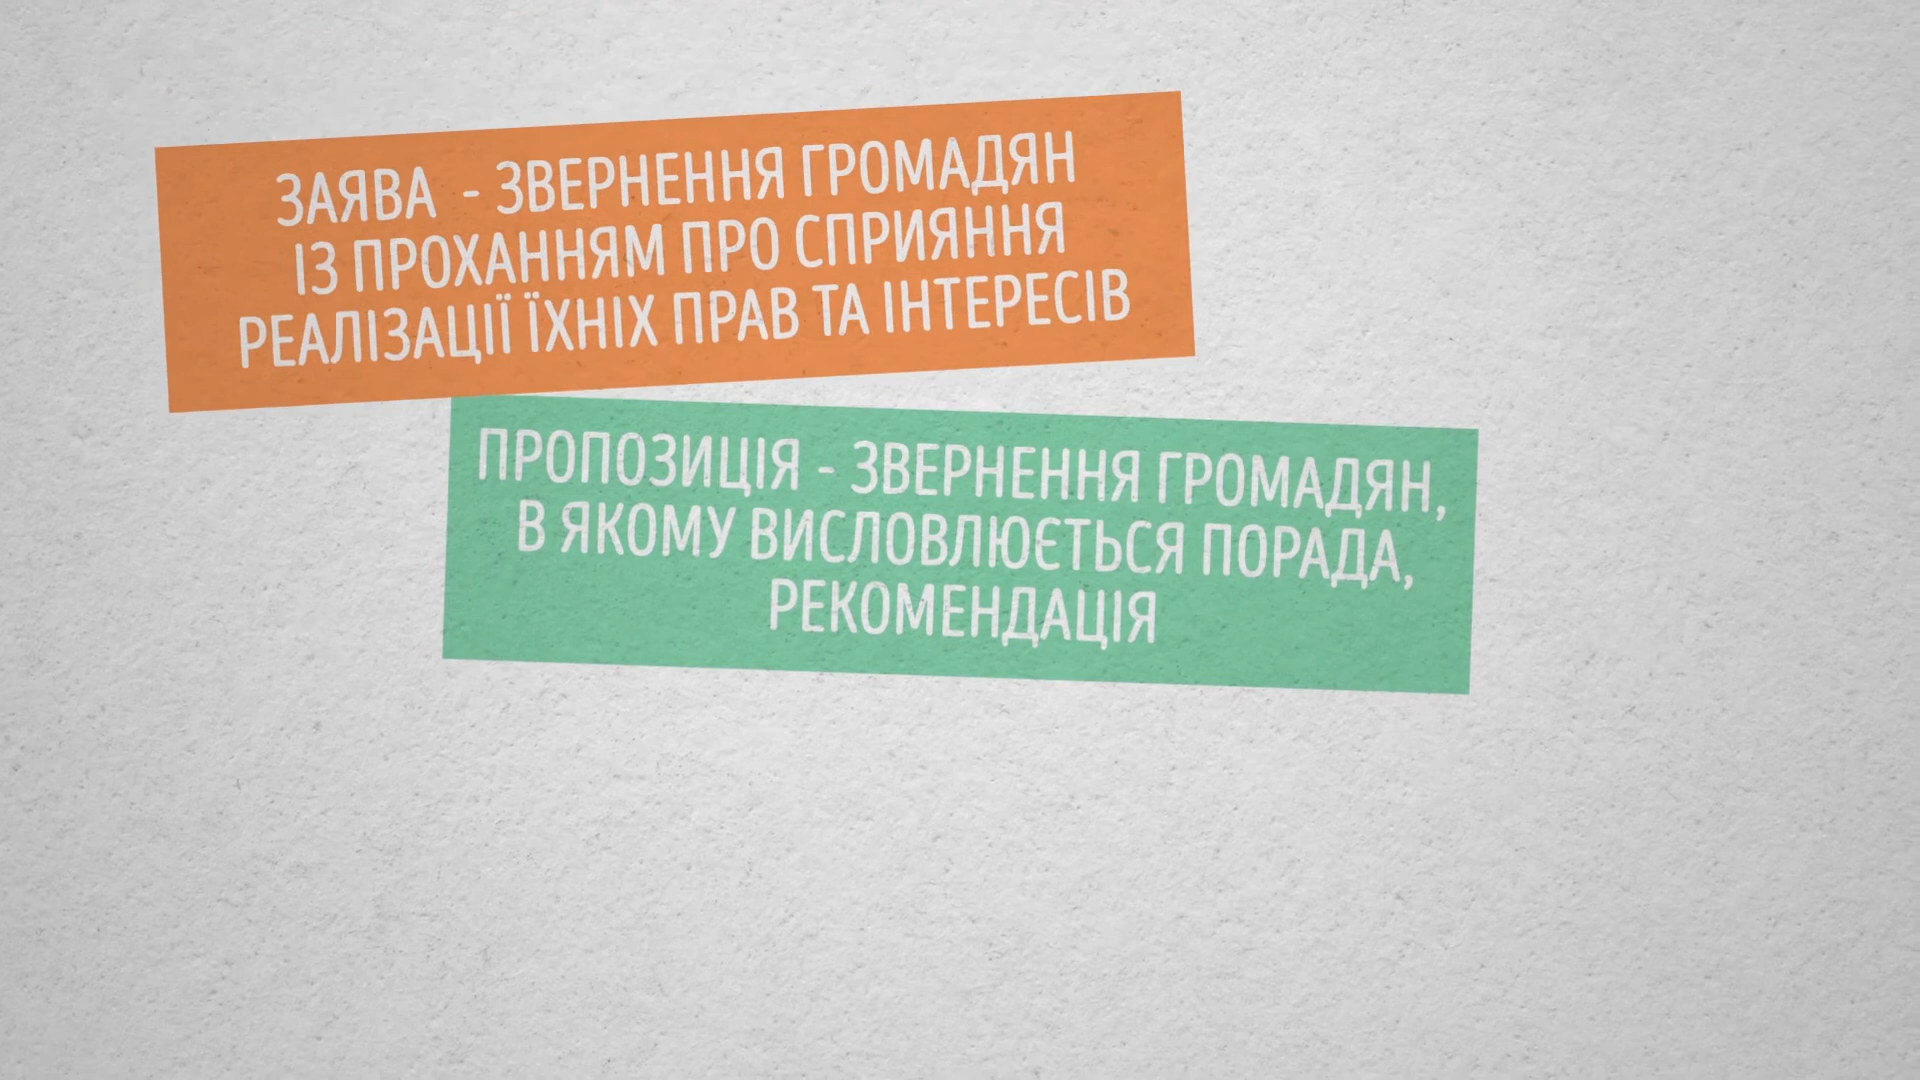 ЗАЯВА - ЗВЕРНЕННЯ ГРОМАДЯН
ІЗ ПРОХАННЯМ ПРО СПРИЯННЯ
РЕАЛІЗАЦІЇ ЇХНІХ ПРАВ ТА ІНТЕРЕСІВ
ПРОПОЗИЦІЯ - ЗВЕРНЕННЯ ГРОМАДЯН,
В ЯКОМУ ВИСЛОВЛЮЄТЬСЯ ПОРАДА,
РЕКОМЕНДАЦІЯ